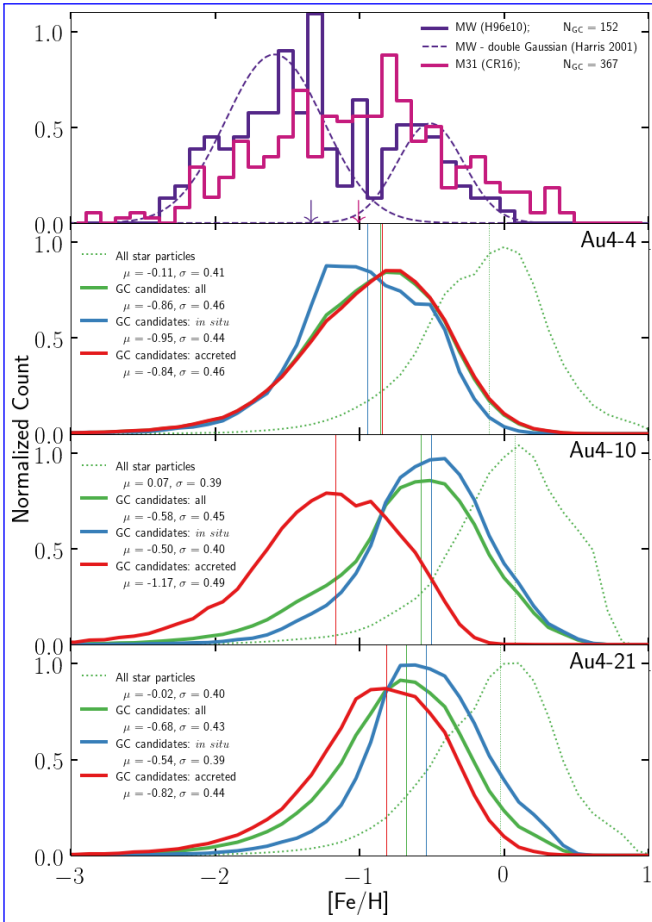 1.0
MW (H96e10); N_GC = 152
MW - double Gaussian (Harris 2001)
M31 (CR16); N_GC = 367
0.5
0.0
1.0
Au4-4
All star particles
μ = -0.11, σ = 0.41
GC candidates: all
μ = -0.86, σ = 0.46
GC candidates: in situ
μ = -0.95, σ = 0.44
GC candidates: accreted
μ = -0.84, σ = 0.46
0.5
0.0
Normalized Count
1.0
Au4-10
All star particles
μ = 0.07, σ = 0.39
GC candidates: all
μ = -0.58, σ = 0.45
GC candidates: in situ
μ = -0.50, σ = 0.40
GC candidates: accreted
μ = -1.17, σ = 0.49
0.5
0.0
1.0
Au4-21
All star particles
μ = -0.02, σ = 0.40
GC candidates: all
μ = -0.68, σ = 0.43
GC candidates: in situ
μ = -0.54, σ = 0.39
GC candidates: accreted
μ = -0.82, σ = 0.44
0.5
0.0
−3 −2 −1 0 1
[Fe/H]